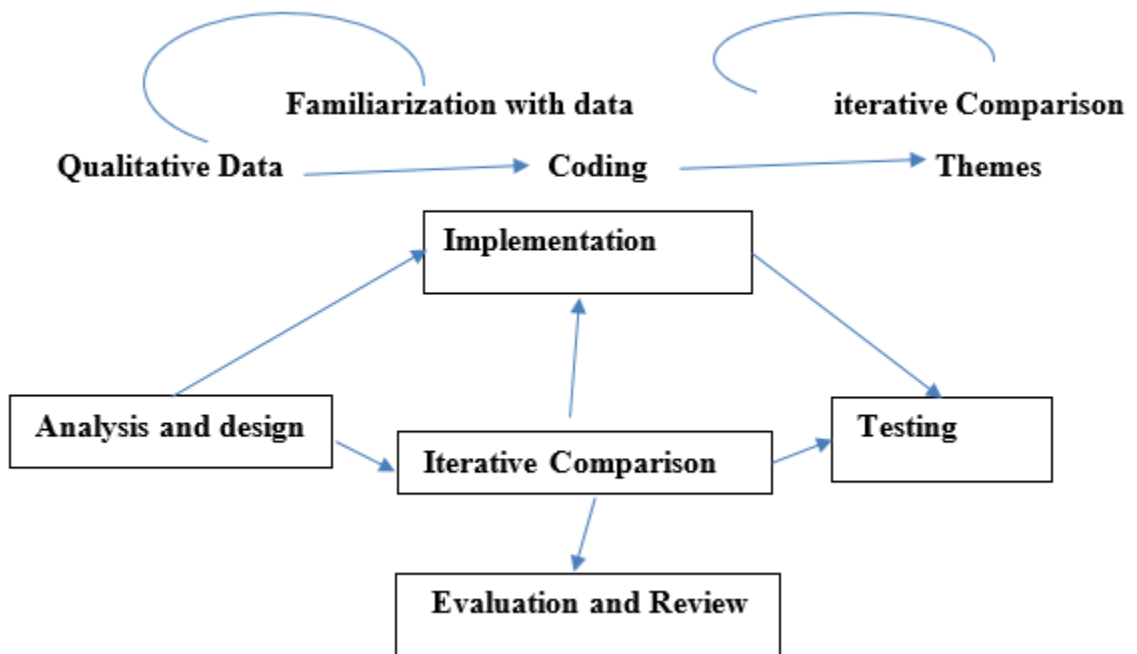 Familiarization with data
iterative Comparison
Qualitative Data
Coding
Themes
Implementation
Analysis and design
Iterative Comparison
Testing
Evaluation and Review